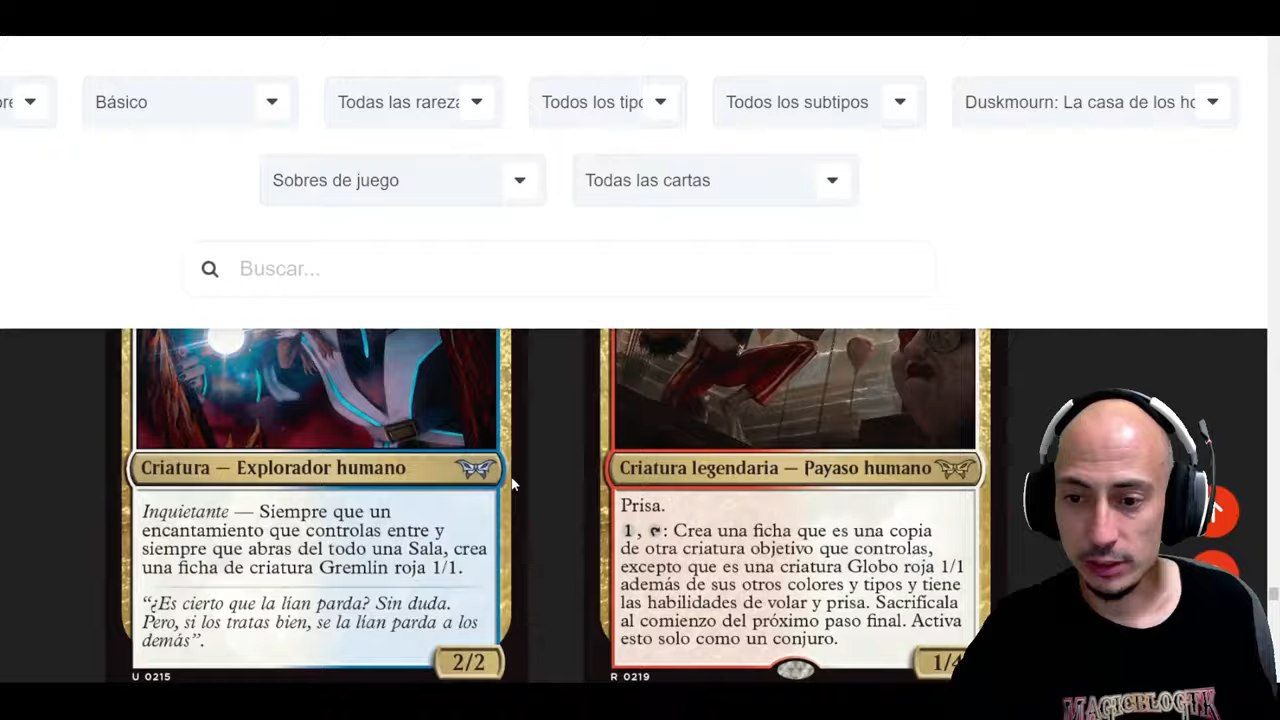 Básico
Todas las rareza
Todos los tipo
Todos los subtipos
Duskmourn: La casa de los ho
Sobres de juego
Todas las cartas
Buscar...
Criatura — Explorador humano
Inquietante — Siempre que un
encantamiento que controlas entre y
siempre que abras del todo una Sala, crea
una ficha de criatura Gremlin roja 1/1.
“¿Es cierto que la lían parda? Sin duda.
Pero, si los tratas bien, se la lían parda a los
demás”.
2/2
U 0215
Criatura legendaria — Payaso humano
Prisa.
1, : Crea una ficha que es una copia
de otra criatura objetivo que controlas,
excepto que es una criatura Globo roja 1/1
además de sus otros colores y tipos y tiene
las habilidades de volar y prisa. Sacrifícala
al comienzo del próximo paso final. Activa
esto solo como un conjuro.
1/4
R 0219
MAGICBLOGTK